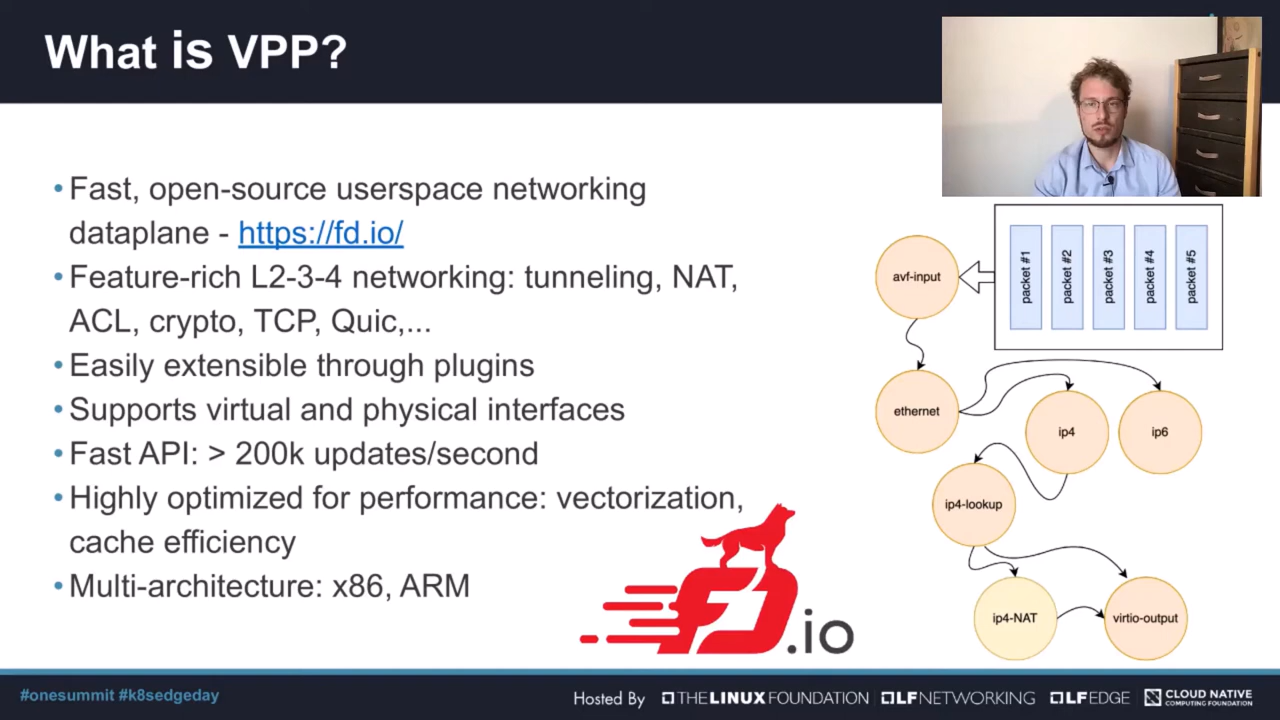 What is VPP?
• Fast, open-source userspace networking
dataplane - https://fd.io/
• Feature-rich L2-3-4 networking: tunneling, NAT,
ACL, crypto, TCP, Quic,...
• Easily extensible through plugins
• Supports virtual and physical interfaces
• Fast API: > 200k updates/second
• Highly optimized for performance: vectorization,
cache efficiency
• Multi-architecture: x86, ARM
FD.io
packet #1
packet #2
packet #3
packet #4
packet #5
avf-input
ethernet
ip4
ip6
ip4-lookup
ip4-NAT
virtio-output
#onesummit #k8sedgeday
Hosted By THE LINUX FOUNDATION LFNETWORKING LFEDGE CLOUD NATIVE
COMPUTING FOUNDATION